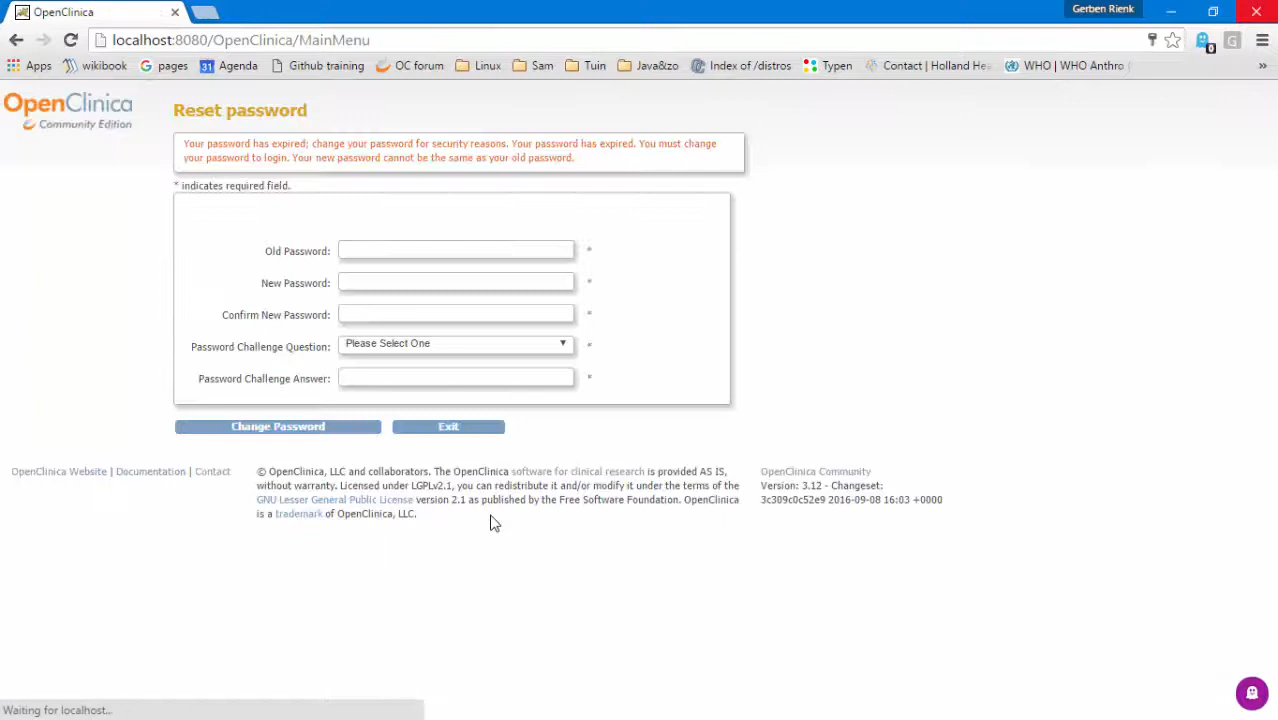 OpenClinica
Gerben Rienk
localhost:8080/OpenClinica/MainMenu
Apps wikibook pages Agenda Github training OC forum Linux Sam Tuin Java&zo Index of /distros Typen Contact | Holland He WHO | WHO Anthro
OpenClinica
Community Edition
Reset password
Your password has expired; change your password for security reasons. Your password has expired. You must change
your password to login. Your new password cannot be the same as your old password.
* indicates required field.
Old Password: *
New Password: *
Confirm New Password: *
Password Challenge Question: Please Select One *
Password Challenge Answer: *
Change Password Exit
OpenClinica Website | Documentation | Contact
© OpenClinica, LLC and collaborators. The OpenClinica software for clinical research is provided AS IS,
without warranty. Licensed under LGPLv2.1, you can redistribute it and/or modify it under the terms of the
GNU Lesser General Public License version 2.1 as published by the Free Software Foundation. OpenClinica
is a trademark of OpenClinica, LLC.
OpenClinica Community
Version: 3.12 - Changeset:
3c309c0c52e9 2016-09-08 16:03 +0000
Waiting for localhost...
0
G
31